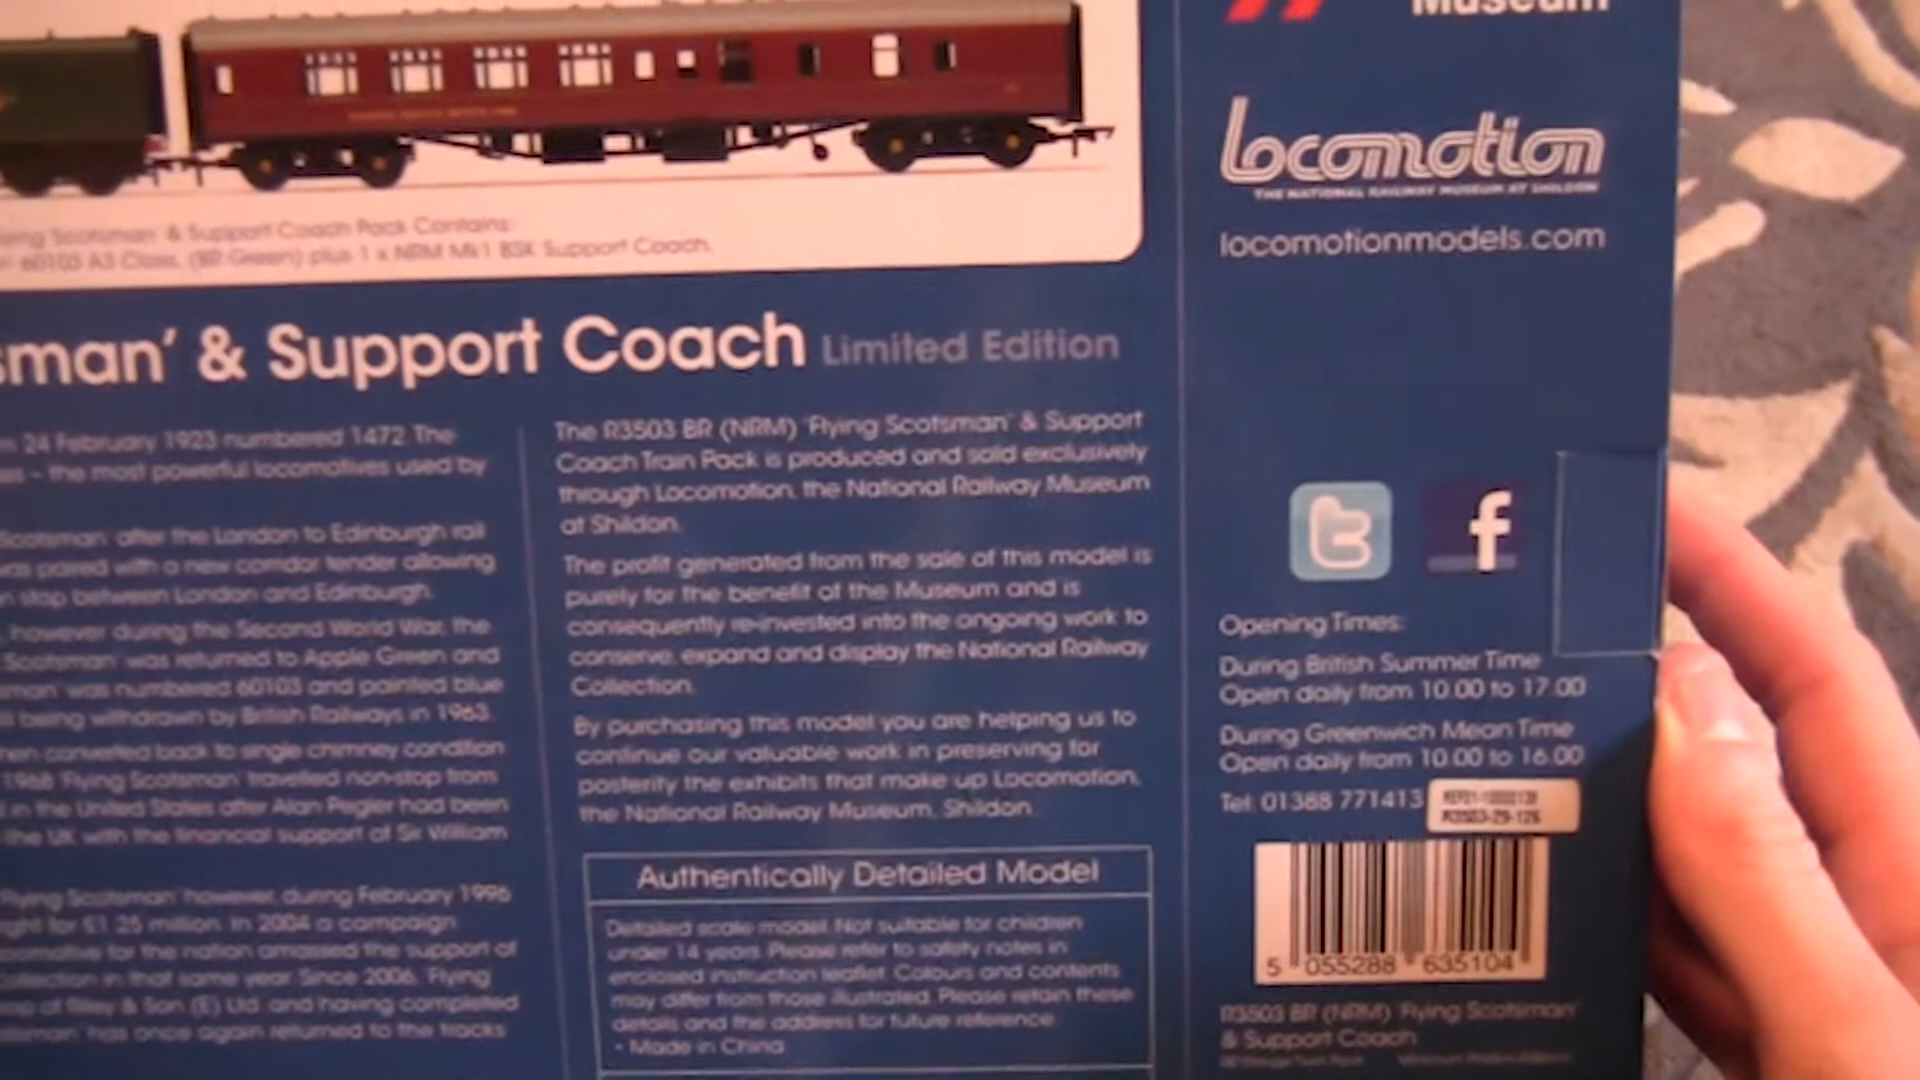 Museum
locomotion
THE NATIONAL RAILWAY MUSEUM AT SHILDON
locomotionmodels.com
ying Scotsman' & Support Coach Pack Contains:
60103 A3 Class, (BR Green) plus 1 x NRM Mk1 BSK Support Coach.
sman' & Support Coach Limited Edition
24 February 1923 numbered 1472. The
– the most powerful locomotives used by
Scotsman' after the London to Edinburgh rail
was paired with a new corridor tender allowing
stop between London and Edinburgh.
, however during the Second World War, the
Scotsman' was returned to Apple Green and
sman' was numbered 60103 and painted blue
being withdrawn by British Railways in 1963.
hen converted back to single chimney condition
1968 'Flying Scotsman' travelled non-stop from
in the United States after Alan Pegler had been
the UK with the financial support of Sir William
'Flying Scotsman' however, during February 1996
ght for £1.25 million. In 2004 a campaign
comotive for the nation amassed the support of
ollection in that same year. Since 2006, 'Flying
of Riley & Son (E) Ltd. and having completed
tsman' has once again returned to the tracks
The R3503 BR (NRM) 'Flying Scotsman' & Support
Coach Train Pack is produced and sold exclusively
through Locomotion, the National Railway Museum
at Shildon.
The profit generated from the sale of this model is
purely for the benefit of the Museum and is
consequently re-invested into the ongoing work to
conserve, expand and display the National Railway
Collection.
By purchasing this model you are helping us to
continue our valuable work in preserving for
posterity the exhibits that make up Locomotion,
the National Railway Museum, Shildon.
Authentically Detailed Model
Detailed scale model. Not suitable for children
under 14 years. Please refer to safety notes in
enclosed instruction leaflet. Colours and contents
may differ from those illustrated. Please retain these
details and the address for future reference.
- Made in China
t f
Opening Times:
During British Summer Time
Open daily from 10.00 to 17.00
During Greenwich Mean Time
Open daily from 10.00 to 16.00
Tel: 01388 771413
R3503-29-126
5 055288 635104
R3503 BR (NRM) 'Flying Scotsman'
& Support Coach